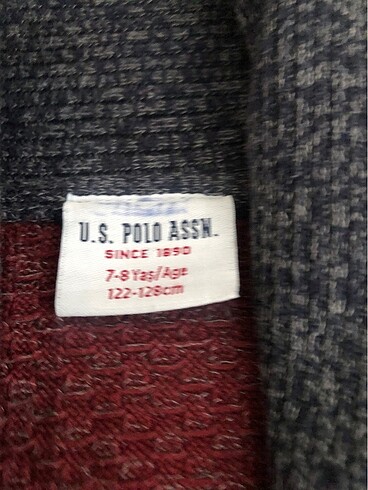 U.S. POLO ASSN.
SINCE 1890
7-8 Yaş/Age
122-128cm